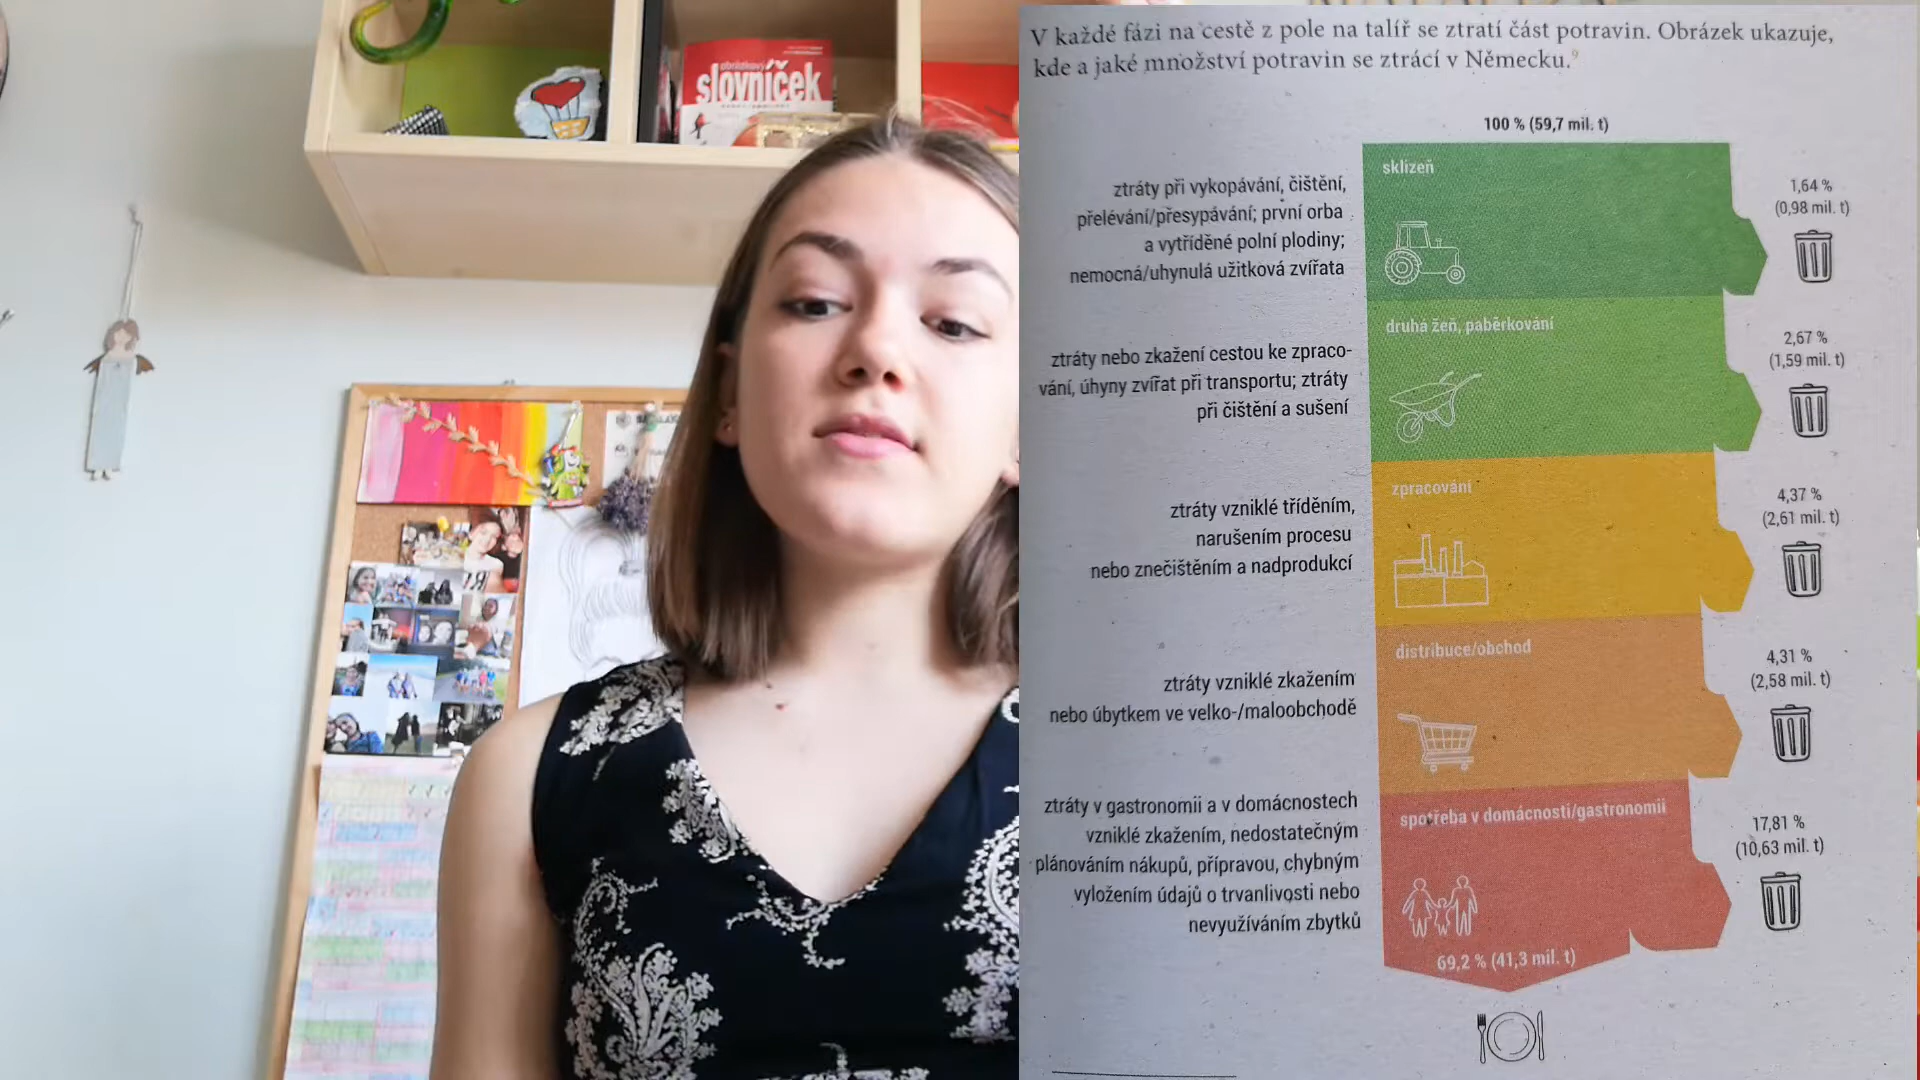 obrázkový
slovníček
V každé fázi na cestě z pole na talíř se ztratí část potravin. Obrázek ukazuje,
kde a jaké množství potravin se ztrácí v Německu.⁹
100 % (59,7 mil. t)
sklizeň
ztráty při vykopávání, čištění,
přelévání/přesypávání; první orba
a vytříděné polní plodiny;
nemocná/uhynulá užitková zvířata
1,64 %
(0,98 mil. t)
druhá žeň, paběrkování
ztráty nebo zkažení cestou ke zpraco-
vání, úhyny zvířat při transportu; ztráty
při čištění a sušení
2,67 %
(1,59 mil. t)
zpracování
ztráty vzniklé tříděním,
narušením procesu
nebo znečištěním a nadprodukcí
4,37 %
(2,61 mil. t)
distribuce/obchod
ztráty vzniklé zkažením
nebo úbytkem ve velko-/maloobchodě
4,31 %
(2,58 mil. t)
spotřeba v domácnosti/gastronomii
ztráty v gastronomii a v domácnostech
vzniklé zkažením, nedostatečným
plánováním nákupů, přípravou, chybným
vyložením údajů o trvanlivosti nebo
nevyužíváním zbytků
17,81 %
(10,63 mil. t)
69,2 % (41,3 mil. t)